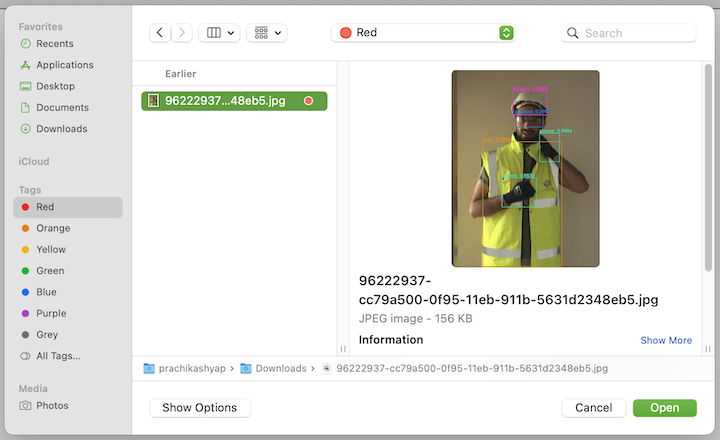 Favorites
Recents
Applications
Desktop
Documents
Downloads
iCloud
Tags
Red
Orange
Yellow
Green
Blue
Purple
Grey
All Tags...
Media
Photos
Red
Search
Earlier
96222937...48eb5.jpg
96222937-
cc79a500-0f95-11eb-911b-5631d2348eb5.jpg
JPEG image - 156 KB
Information
Show More
prachikashyap › Downloads › 96222937-cc79a500-0f95-11eb-911b-5631d2348eb5.jpg
Show Options
Cancel
Open